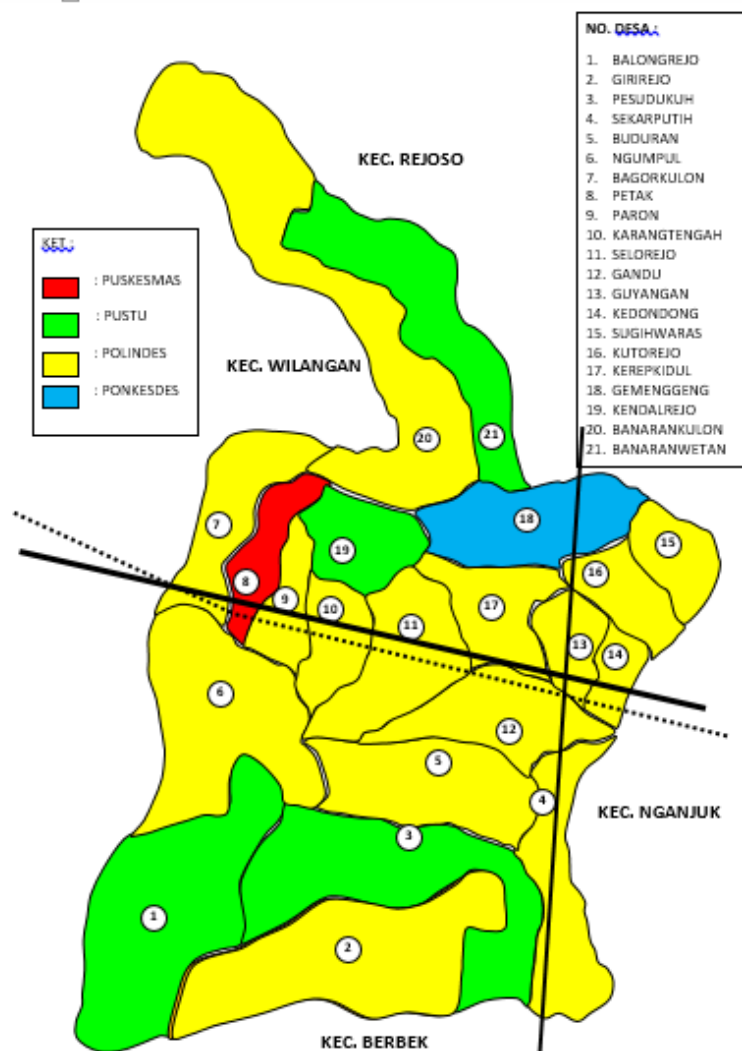 NO. DESA :
1. BALONGREJO
2. GIRIREJO
3. PESUDUKUH
4. SEKARPUTIH
5. BUDURAN
6. NGUMPUL
7. BAGORKULON
8. PETAK
9. PARON
10. KARANGTENGAH
11. SELOREJO
12. GANDU
13. GUYANGAN
14. KEDONDONG
15. SUGIHWARAS
16. KUTOREJO
17. KEREPKIDUL
18. GEMENGGENG
19. KENDALREJO
20. BANARANKULON
21. BANARANWETAN
KEC. REJOSO
KET :
: PUSKESMAS
: PUSTU
: POLINDES
: PONKESDES
KEC. WILANGAN
20
21
7
18
15
19
16
8
9
10
17
11
13
14
6
12
5
4
KEC. NGANJUK
3
1
2
KEC. BERBEK